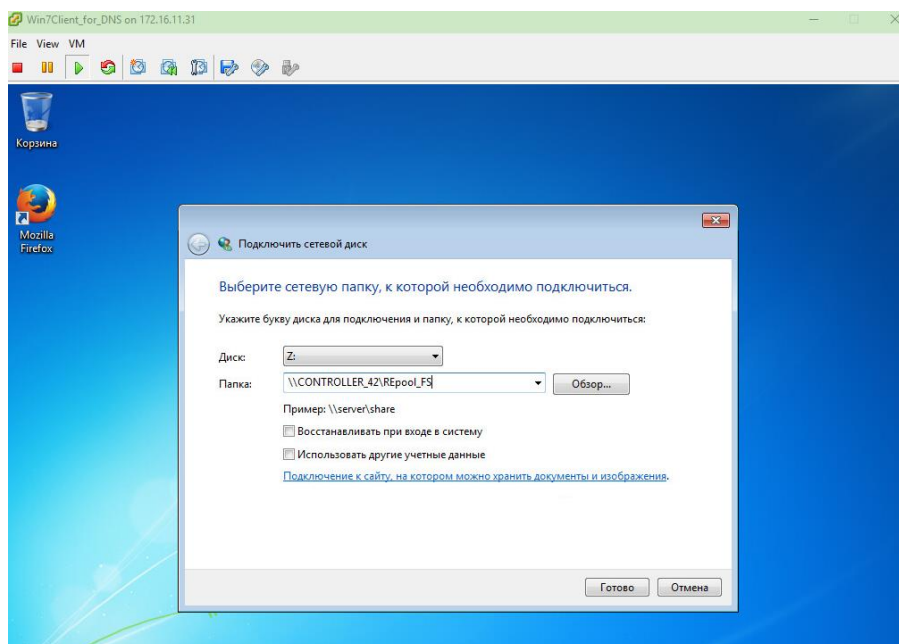 Win7Client_for_DNS on 172.16.11.31
File View VM
Корзина
Mozilla
Firefox
Подключить сетевой диск
Выберите сетевую папку, к которой необходимо подключиться.
Укажите букву диска для подключения и папку, к которой необходимо подключиться:
Диск: Z:
Папка: \\CONTROLLER_42\REpool_FS Обзор...
Пример: \\server\share
Восстанавливать при входе в систему
Использовать другие учетные данные
Подключение к сайту, на котором можно хранить документы и изображения.
Готово Отмена